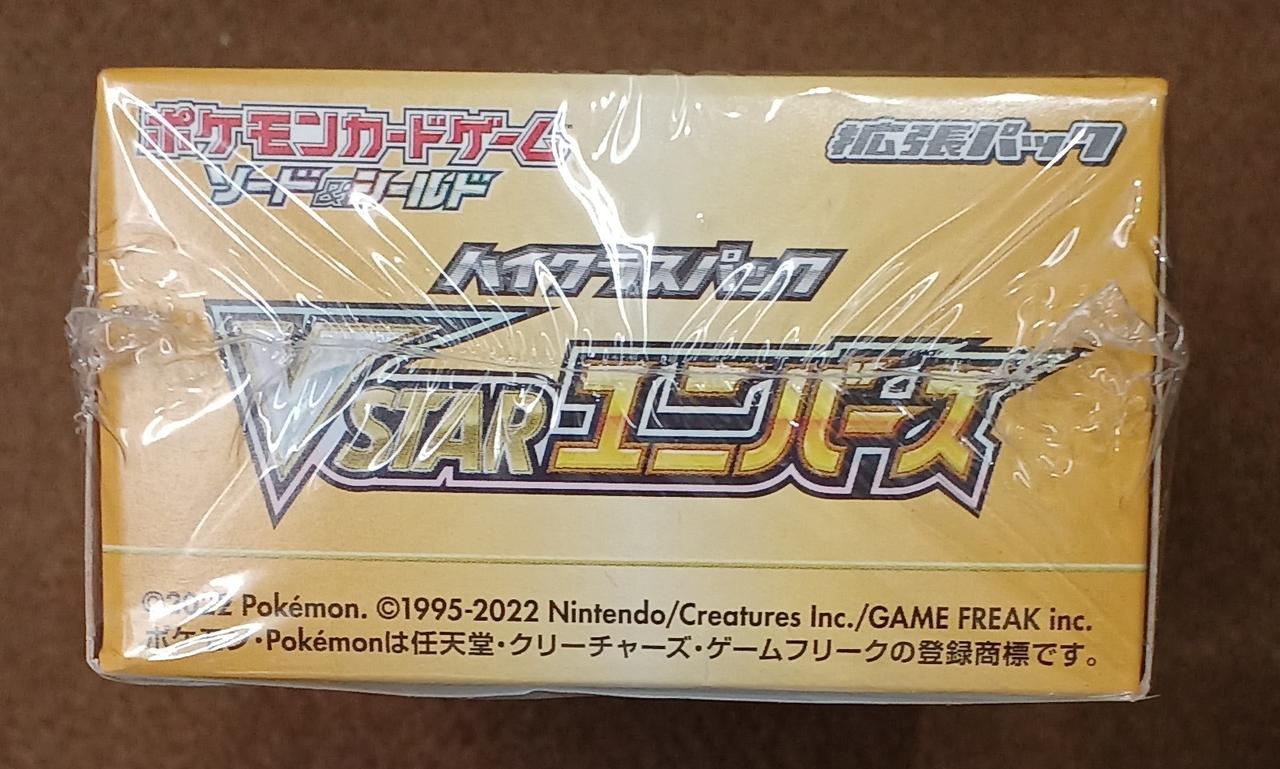 ポケモンカードゲーム
ソード&シールド
拡張パック
ハイクラスパック
VSTARユニバース
©2022 Pokémon. ©1995-2022 Nintendo/Creatures Inc./GAME FREAK inc.
ポケモン・Pokémonは任天堂・クリーチャーズ・ゲームフリークの登録商標です。